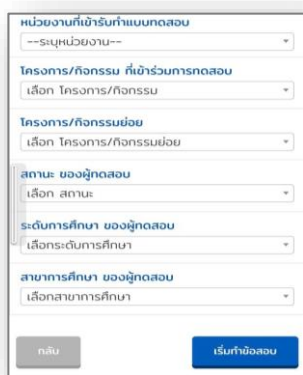 หน่วยงานที่เข้ารับทำแบบทดสอบ
--ระบุหน่วยงาน--
โครงการ/กิจกรรม ที่เข้าร่วมการทดสอบ
เลือก โครงการ/กิจกรรม
โครงการ/กิจกรรมย่อย
เลือก โครงการ/กิจกรรมย่อย
สถานะ ของผู้ทดสอบ
เลือก สถานะ
ระดับการศึกษา ของผู้ทดสอบ
เลือกระดับการศึกษา
สาขาการศึกษา ของผู้ทดสอบ
เลือกสาขาการศึกษา
กลับ
เริ่มทำข้อสอบ